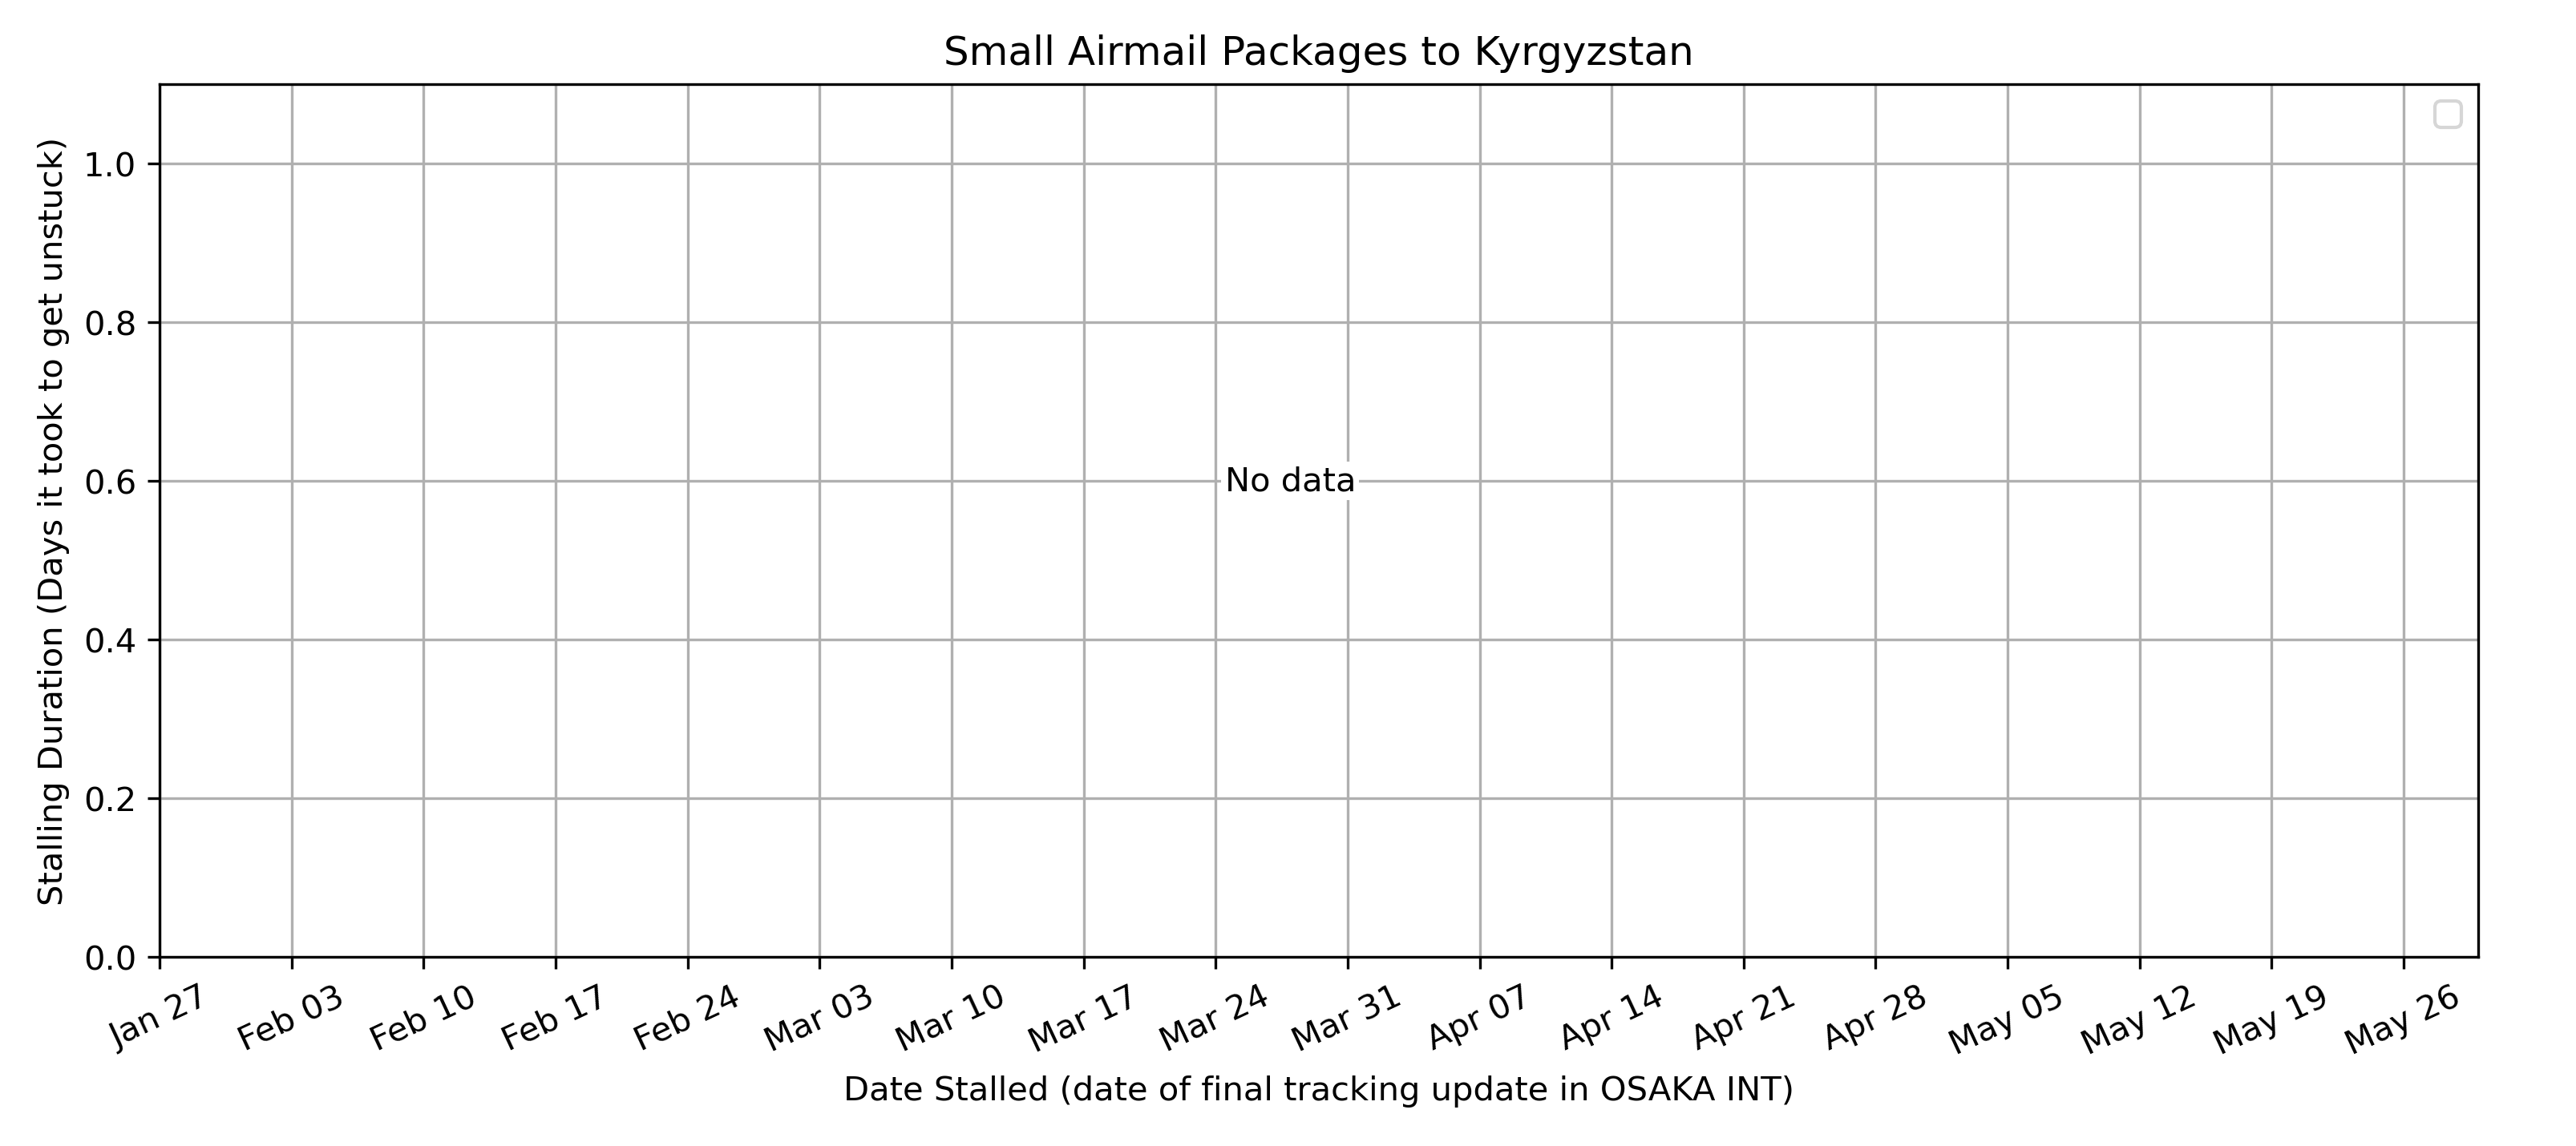 Small Airmail Packages to Kyrgyzstan
Stalling Duration (Days it took to get unstuck)
1.0
0.8
0.6
0.4
0.2
0.0
No data
Jan 27
Feb 03
Feb 10
Feb 17
Feb 24
Mar 03
Mar 10
Mar 17
Mar 24
Mar 31
Apr 07
Apr 14
Apr 21
Apr 28
May 05
May 12
May 19
May 26
Date Stalled (date of final tracking update in OSAKA INT)